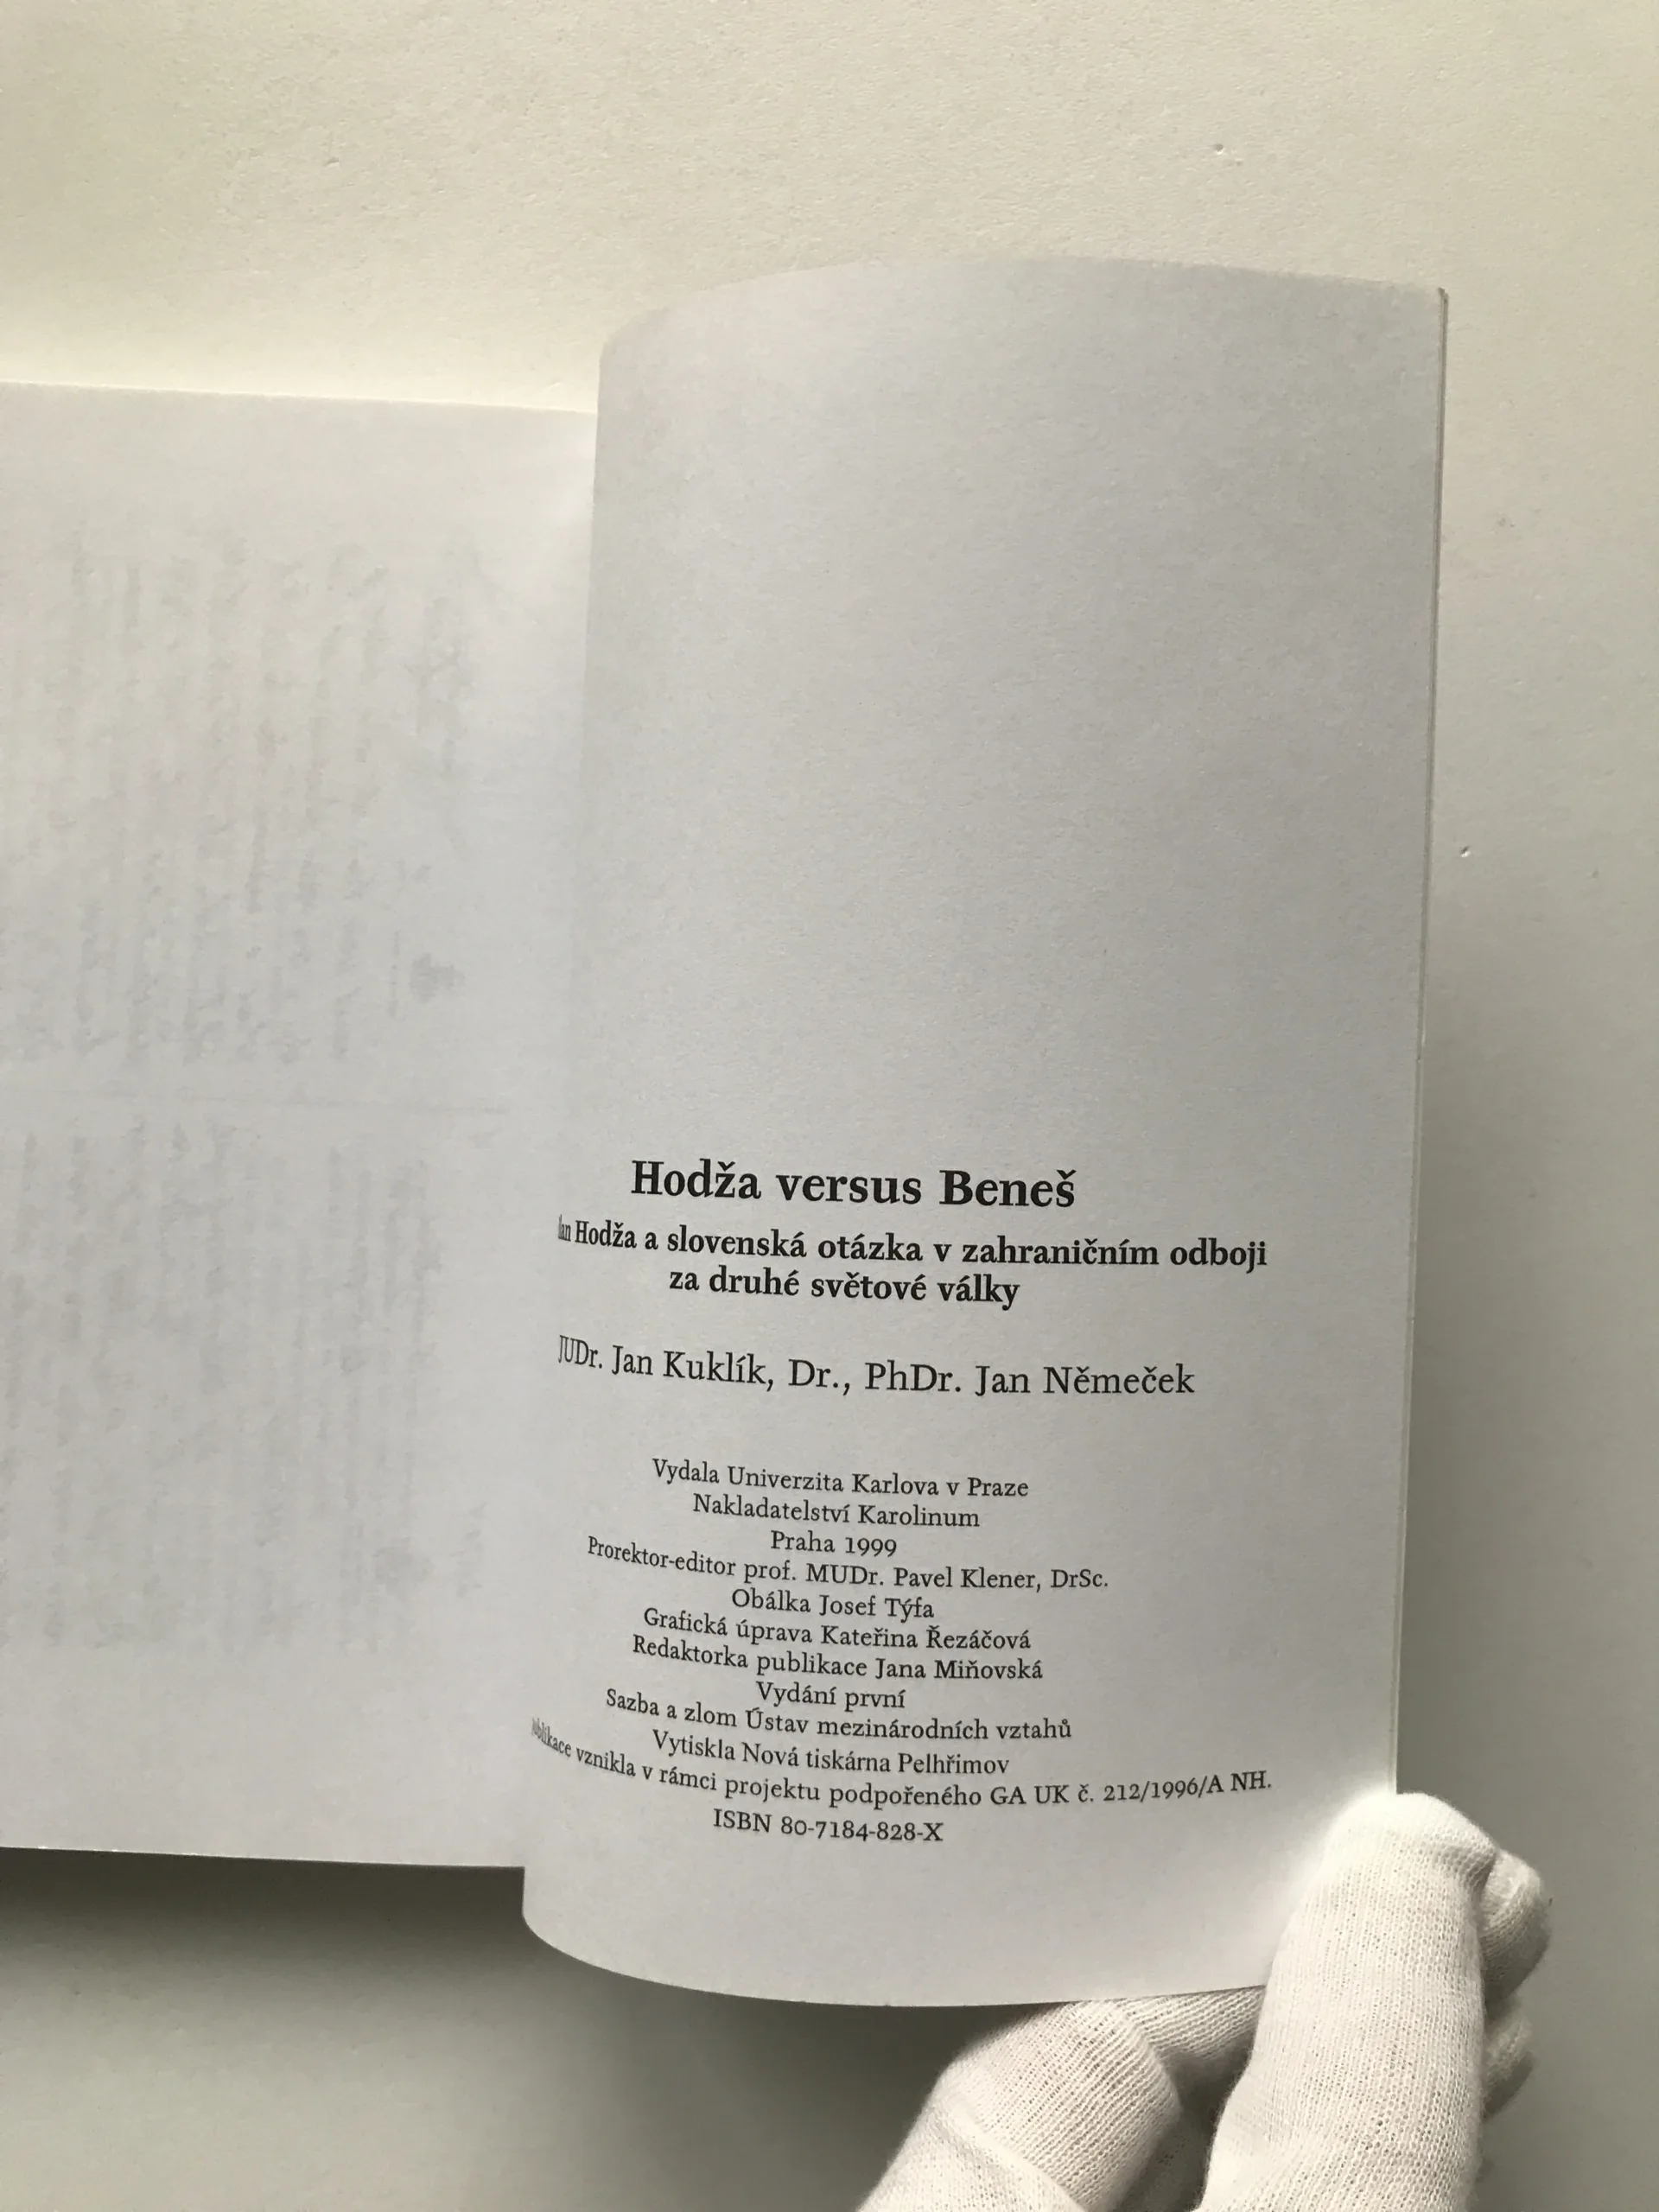 Hodža versus Beneš
Hodža a slovenská otázka v zahraničním odboji
za druhé světové války
JUDr. Jan Kuklík, Dr., PhDr. Jan Němeček
Vydala Univerzita Karlova v Praze
Nakladatelství Karolinum
Praha 1999
Prorektor-editor prof. MUDr. Pavel Klener, DrSc.
Obálka Josef Týfa
Grafická úprava Kateřina Řezáčová
Redaktorka publikace Jana Miňovská
Vydání první
Sazba a zlom Ústav mezinárodních vztahů
Vytiskla Nová tiskárna Pelhřimov
vznikla v rámci projektu podpořeného GA UK č. 212/1996/A NH.
ISBN 80-7184-828-X